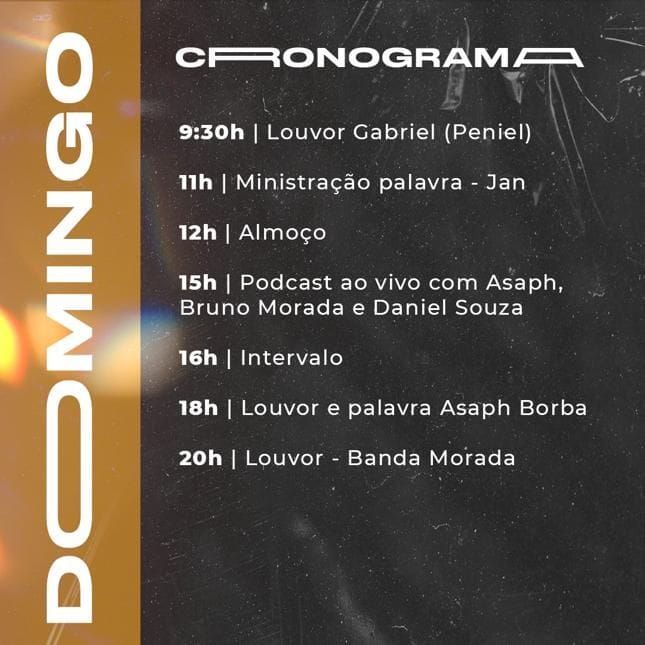 DOMINGO
CRONOGRAMA
9:30h | Louvor Gabriel (Peniel)
11h | Ministração palavra - Jan
12h | Almoço
15h | Podcast ao vivo com Asaph,
Bruno Morada e Daniel Souza
16h | Intervalo
18h | Louvor e palavra Asaph Borba
20h | Louvor - Banda Morada